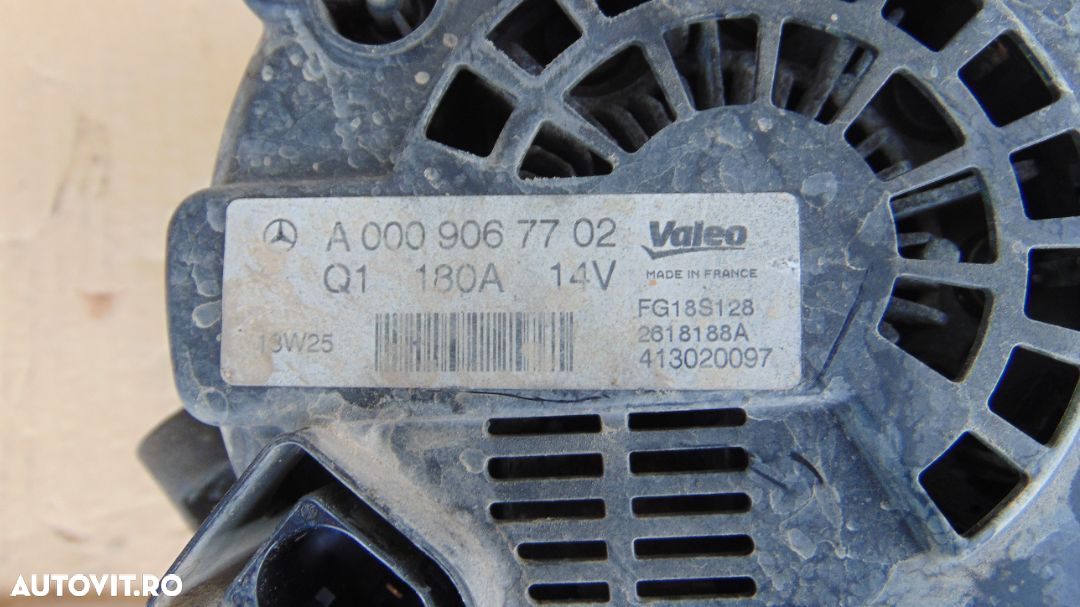 A 000 906 77 02
Q1 180A 14V
13W25
Valeo
MADE IN FRANCE
FG18S128
2618188A
413020097
AUTOVIT.RO